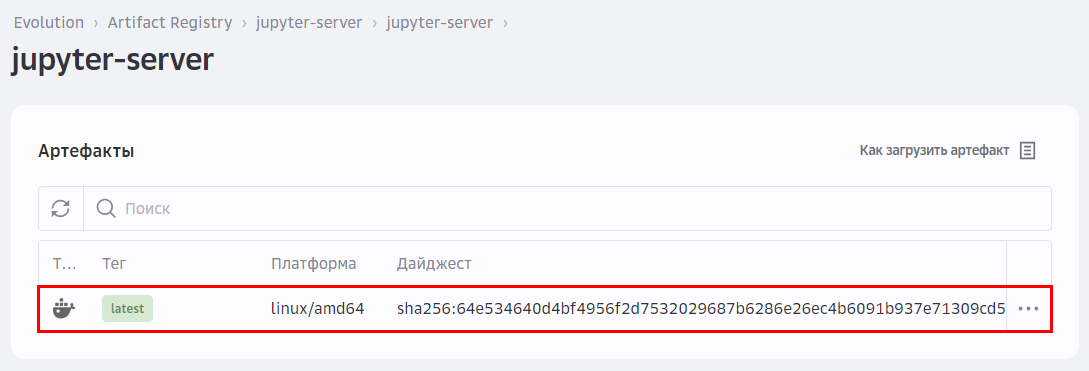 Evolution › Artifact Registry › jupyter-server › jupyter-server ›
jupyter-server
Артефакты
Как загрузить артефакт
Поиск
Т... Тег Платформа Дайджест
latest linux/amd64 sha256:64e534640d4bf4956f2d7532029687b6286e26ec4b6091b937e71309cd5